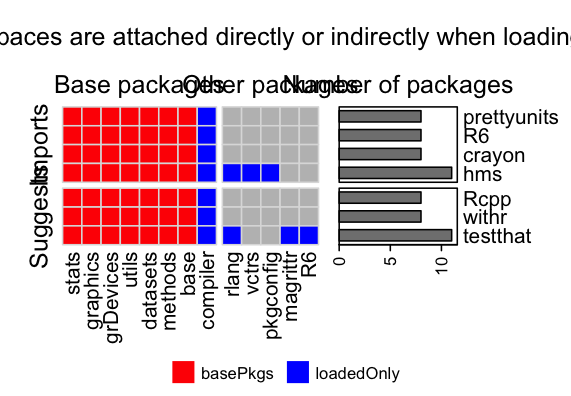 paces are attached directly or indirectly when loading
Base packages
Other packages
Number of packages
Imports
prettyunits
R6
crayon
hms
Suggests
Rcpp
withr
testthat
0
5
10
stats
graphics
grDevices
utils
datasets
methods
base
compiler
rlang
vctrs
pkgconfig
magrittr
R6
basePkgs
loadedOnly